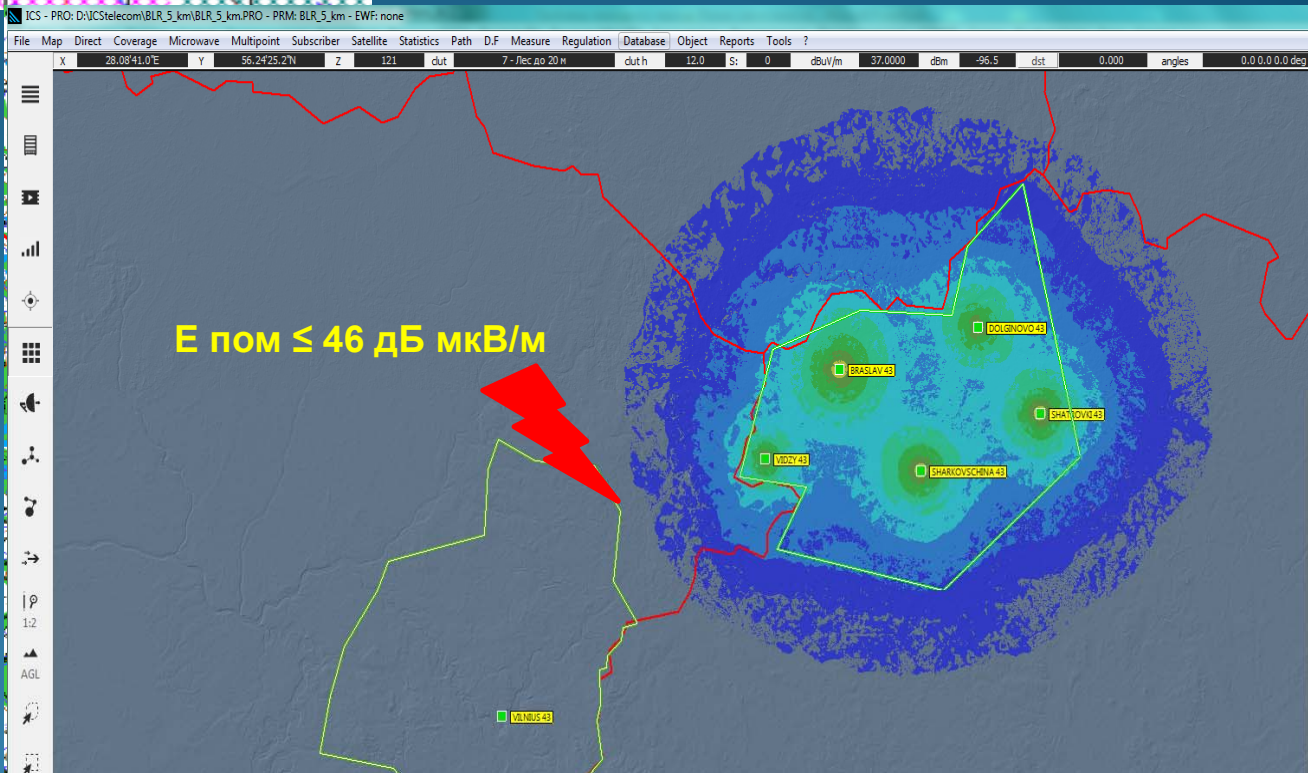 ICS - PRO: D:\ICStelecom\BLR_5_km\BLR_5_km.PRO - PRM: BLR_5_km - EWF: none
File Map Direct Coverage Microwave Multipoint Subscriber Satellite Statistics Path D.F Measure Regulation Database Object Reports Tools ?
X 28.08'41.0"E Y 56.24'25.2"N Z 121 clut 7 - Лес до 20 м clut h 12.0 S: 0 dBuV/m 37.0000 dBm -96.5 dst 0.000 angles 0.0 0.0 0.0 deg
Е пом ≤ 46 дБ мкВ/м
DOLGINOVO 43
BRASLAV 43
SHATROVKI 43
VIDZY 43
SHARKOVSCHINA 43
1:2
AGL
VILNIUS 43